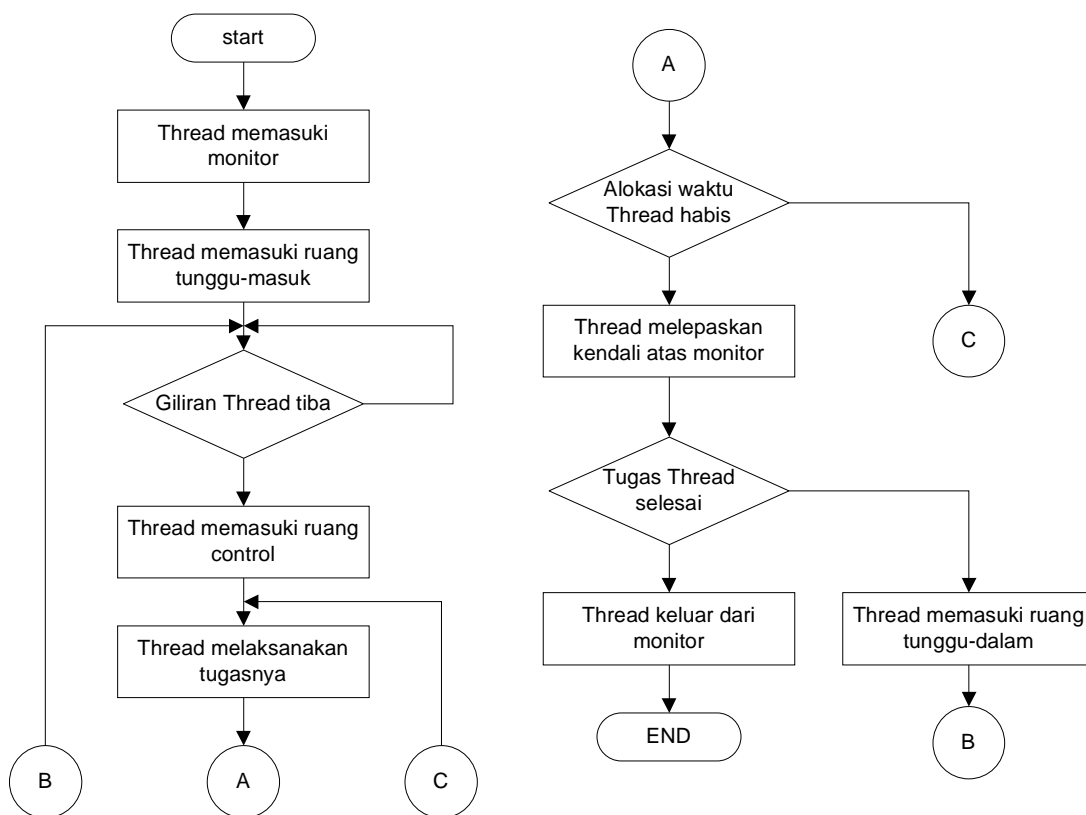 start
Thread memasuki
monitor
Thread memasuki ruang
tunggu-masuk
Giliran Thread tiba
Thread memasuki ruang
control
Thread melaksanakan
tugasnya
B
A
C
A
Alokasi waktu
Thread habis
Thread melepaskan
kendali atas monitor
C
Tugas Thread
selesai
Thread keluar dari
monitor
Thread memasuki ruang
tunggu-dalam
END
B